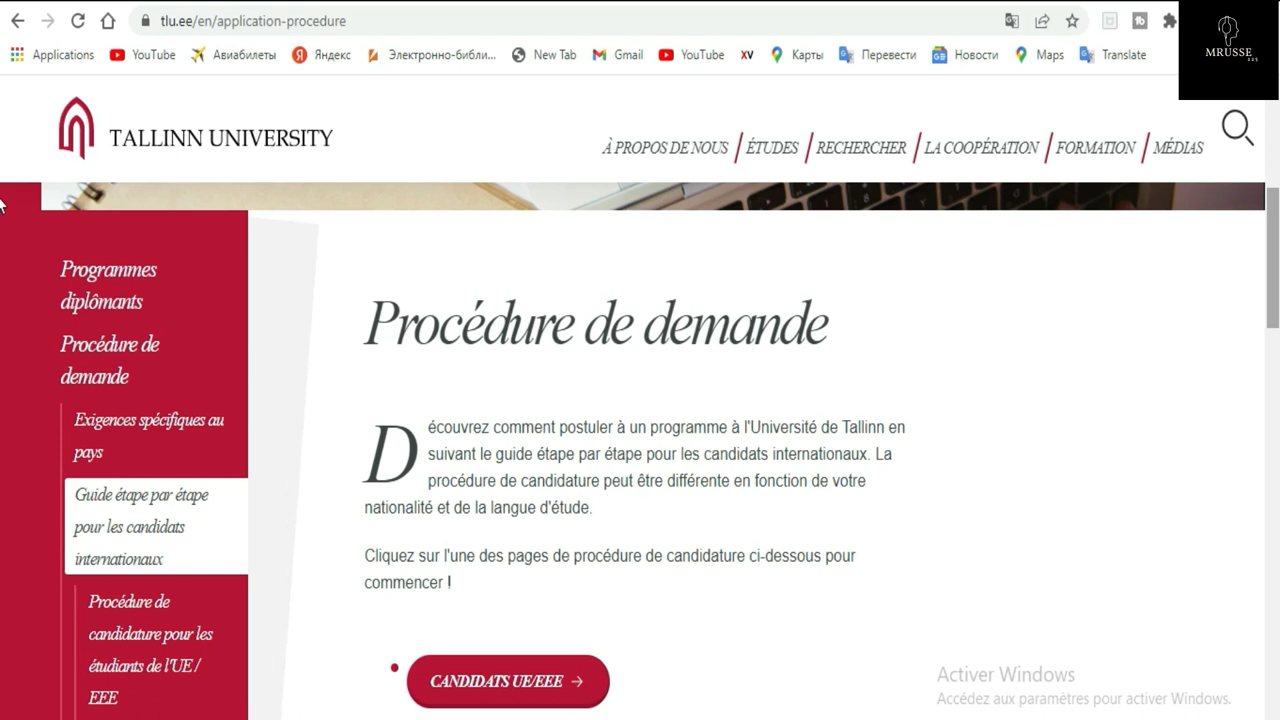 tlu.ee/en/application-procedure
Applications YouTube Авиабилеты Яндекс Электронно-библи... New Tab Gmail YouTube XV Карты Перевести Новости Maps Translate
MRUSSE
225
TALLINN UNIVERSITY
À PROPOS DE NOUS ÉTUDES RECHERCHER LA COOPÉRATION FORMATION MÉDIAS
Programmes
diplômants
Procédure de
demande
Exigences spécifiques au
pays
Guide étape par étape
pour les candidats
internationaux
Procédure de
candidature pour les
étudiants de l'UE /
EEE
Procédure de demande
Découvrez comment postuler à un programme à l'Université de Tallinn en
suivant le guide étape par étape pour les candidats internationaux. La
procédure de candidature peut être différente en fonction de votre
nationalité et de la langue d'étude.
Cliquez sur l'une des pages de procédure de candidature ci-dessous pour
commencer !
CANDIDATS UE/EEE →
Activer Windows
Accédez aux paramètres pour activer Windows.